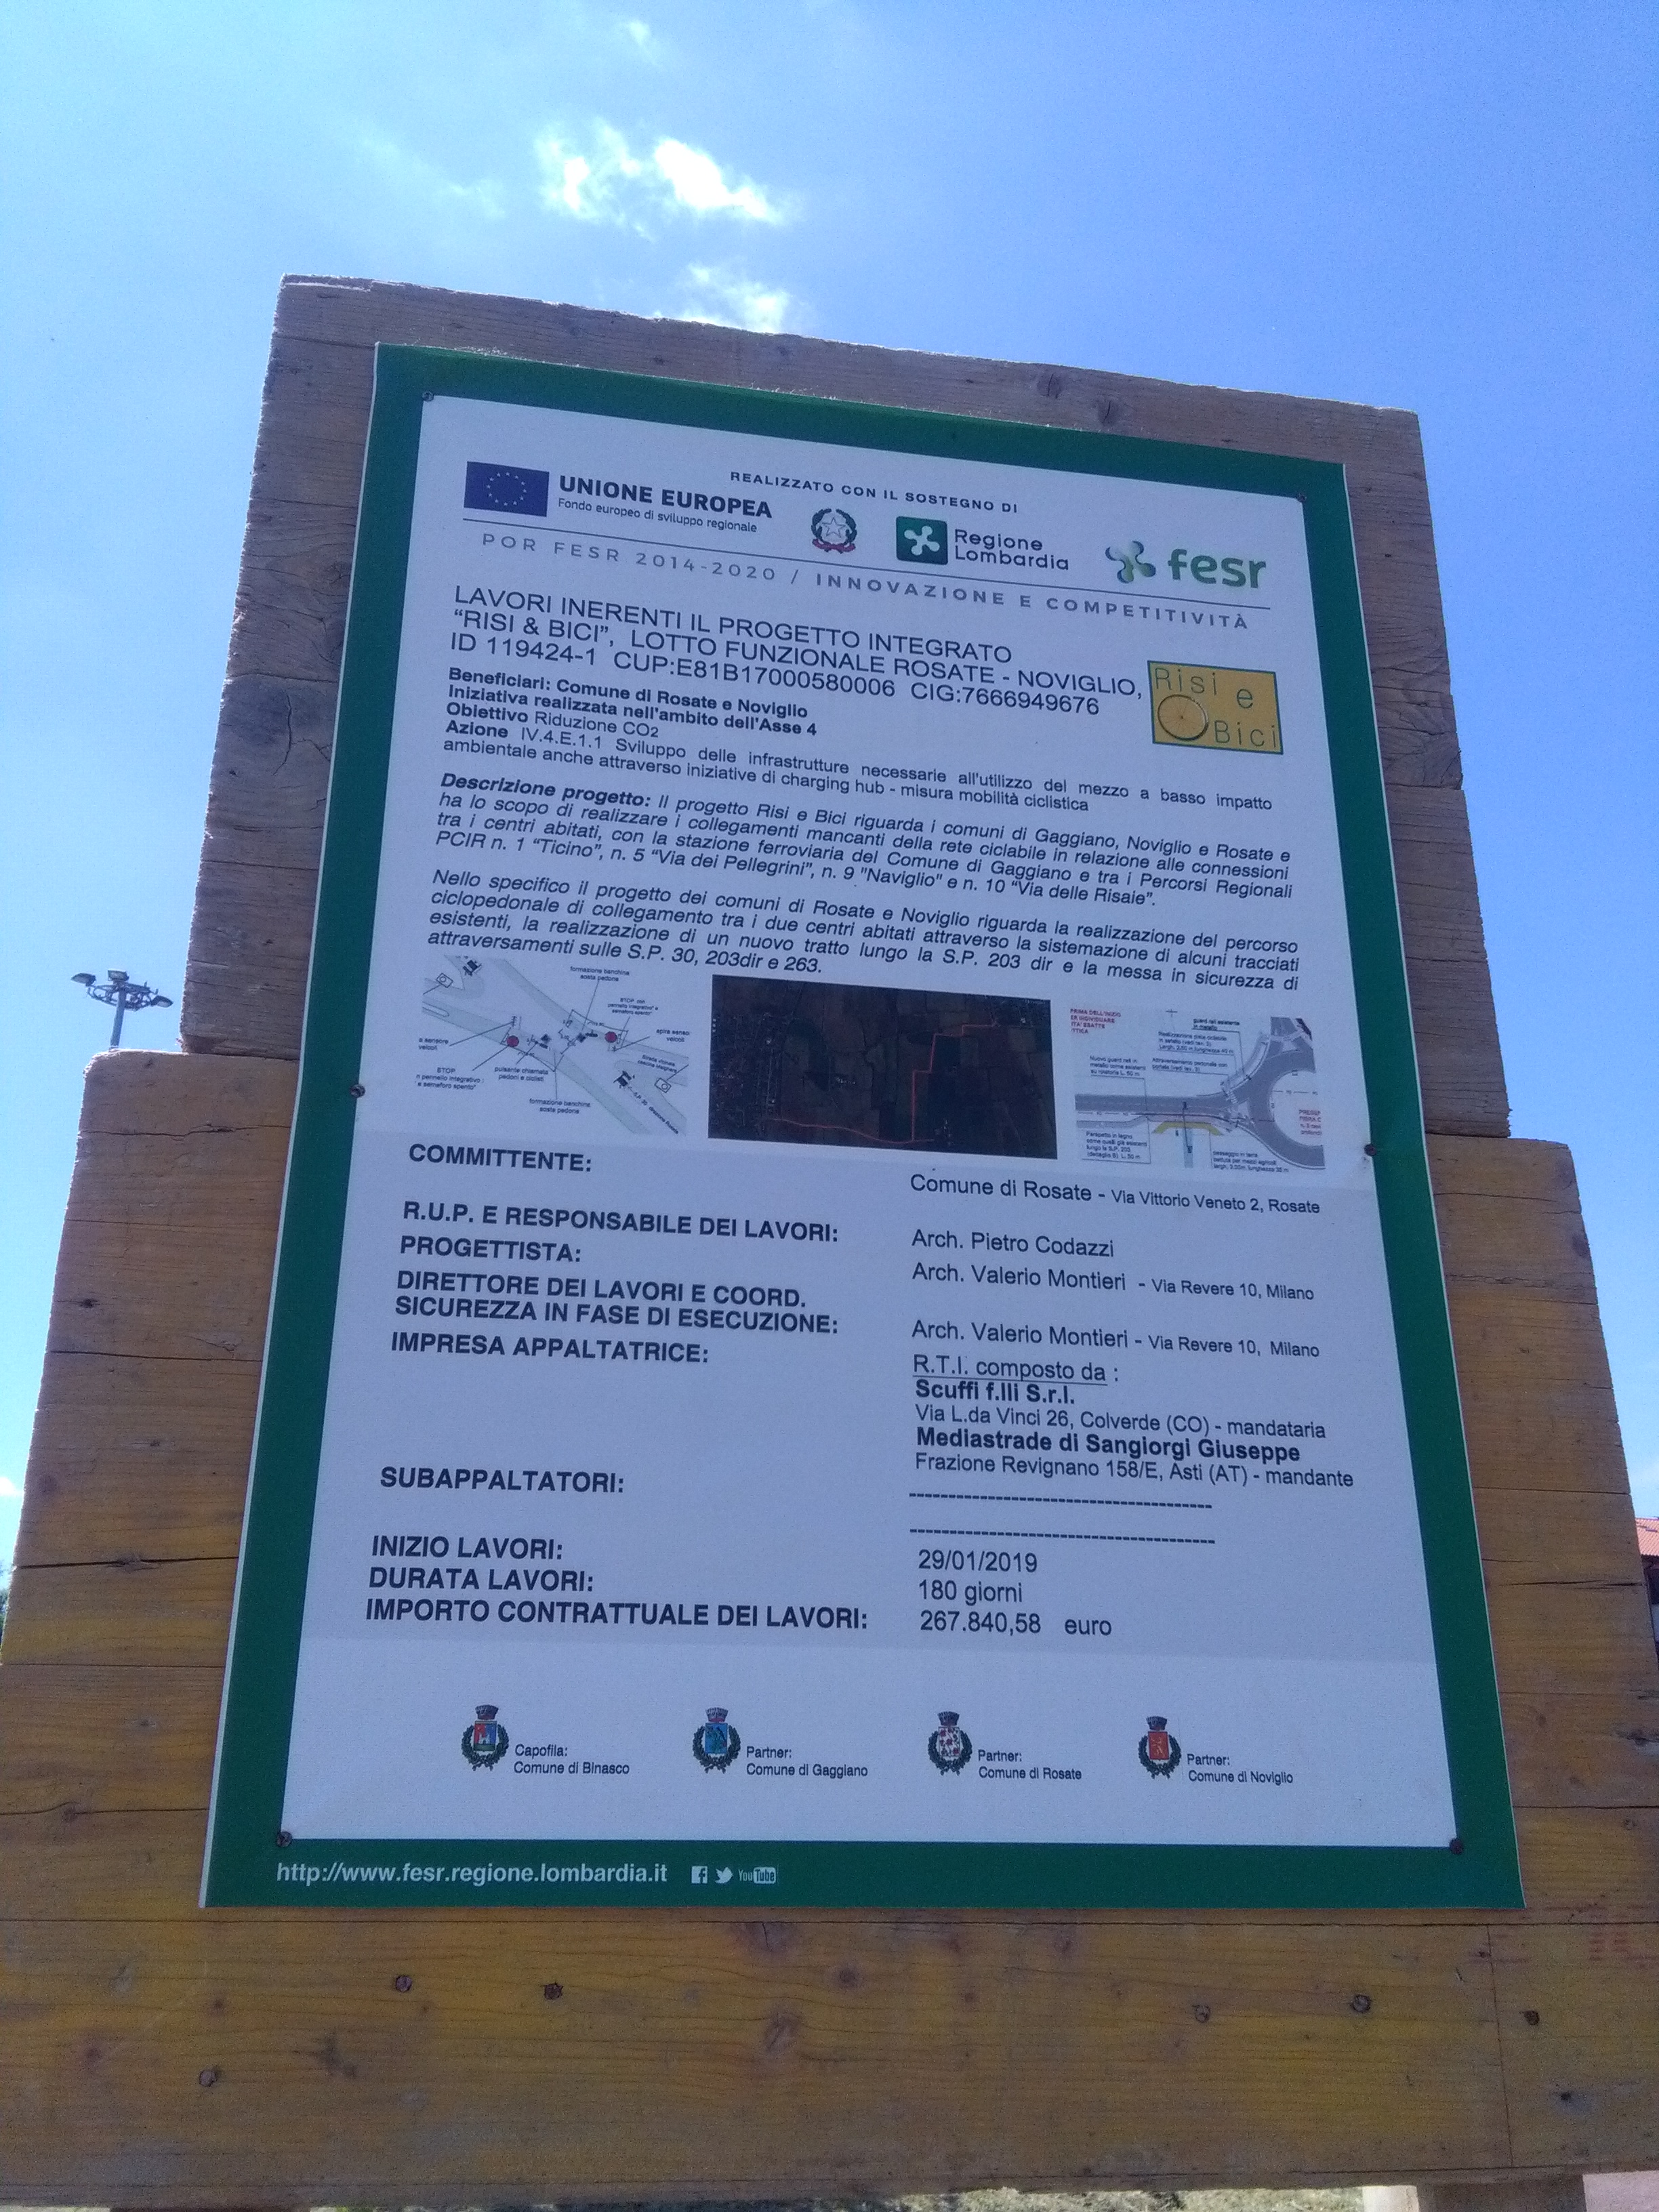 REALIZZATO CON IL SOSTEGNO DI
UNIONE EUROPEA
Fondo europeo di sviluppo regionale
Regione
Lombardia
fesr
POR FESR 2014-2020 / INNOVAZIONE E COMPETITIVITÀ
LAVORI INERENTI IL PROGETTO INTEGRATO
“RISI & BICI”, LOTTO FUNZIONALE ROSATE - NOVIGLIO,
ID 119424-1 CUP:E81B17000580006 CIG:7666949676
Risi e
Bici
Beneficiari: Comune di Rosate e Noviglio
Iniziativa realizzata nell'ambito dell'Asse 4
Obiettivo Riduzione CO2
Azione IV.4.E.1.1 Sviluppo delle infrastrutture necessarie all'utilizzo del mezzo a basso impatto
ambientale anche attraverso iniziative di charging hub - misura mobilità ciclistica
Descrizione progetto: Il progetto Risi e Bici riguarda i comuni di Gaggiano, Noviglio e Rosate e
ha lo scopo di realizzare i collegamenti mancanti della rete ciclabile in relazione alle connessioni
tra i centri abitati, con la stazione ferroviaria del Comune di Gaggiano e tra i Percorsi Regionali
PCIR n. 1 “Ticino”, n. 5 “Via dei Pellegrini”, n. 9 "Naviglio" e n. 10 “Via delle Risaie”.
Nello specifico il progetto dei comuni di Rosate e Noviglio riguarda la realizzazione del percorso
ciclopedonale di collegamento tra i due centri abitati attraverso la sistemazione di alcuni tracciati
esistenti, la realizzazione di un nuovo tratto lungo la S.P. 203 dir e la messa in sicurezza di
attraversamenti sulle S.P. 30, 203dir e 263.
formazione banchina
sosta pedona
STOP
pulsante chiamata
pedoni e ciclisti
formazione banchina
sosta pedona
COMMITTENTE:
Comune di Rosate - Via Vittorio Veneto 2, Rosate
R.U.P. E RESPONSABILE DEI LAVORI:
Arch. Pietro Codazzi
PROGETTISTA:
Arch. Valerio Montieri - Via Revere 10, Milano
DIRETTORE DEI LAVORI E COORD.
SICUREZZA IN FASE DI ESECUZIONE:
Arch. Valerio Montieri - Via Revere 10, Milano
IMPRESA APPALTATRICE:
R.T.I. composto da :
Scuffi f.lli S.r.l.
Via L.da Vinci 26, Colverde (CO) - mandataria
Mediastrade di Sangiorgi Giuseppe
Frazione Revignano 158/E, Asti (AT) - mandante
SUBAPPALTATORI:
INIZIO LAVORI:
29/01/2019
DURATA LAVORI:
180 giorni
IMPORTO CONTRATTUALE DEI LAVORI:
267.840,58 euro
Capofila:
Comune di Binasco
Partner:
Comune di Gaggiano
Partner:
Comune di Rosate
Partner:
Comune di Noviglio
http://www.fesr.regione.lombardia.it
YouTube